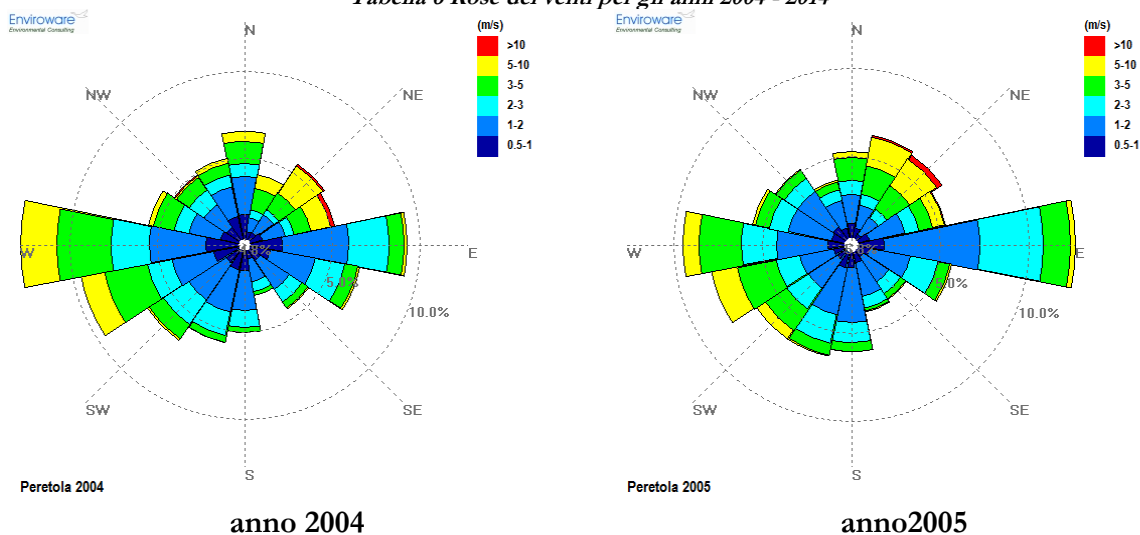 Tabella 6 Rose dei venti per gli anni 2004 - 2014
Enviroware
Environmental Consulting
(m/s)
>10
5-10
3-5
2-3
1-2
0.5-1
N
NW
NE
W
E
5.0%
10.0%
SW
SE
S
Peretola 2004
anno 2004
Enviroware
Environmental Consulting
(m/s)
>10
5-10
3-5
2-3
1-2
0.5-1
N
NW
NE
W
E
5.0%
10.0%
SW
SE
S
Peretola 2005
anno2005